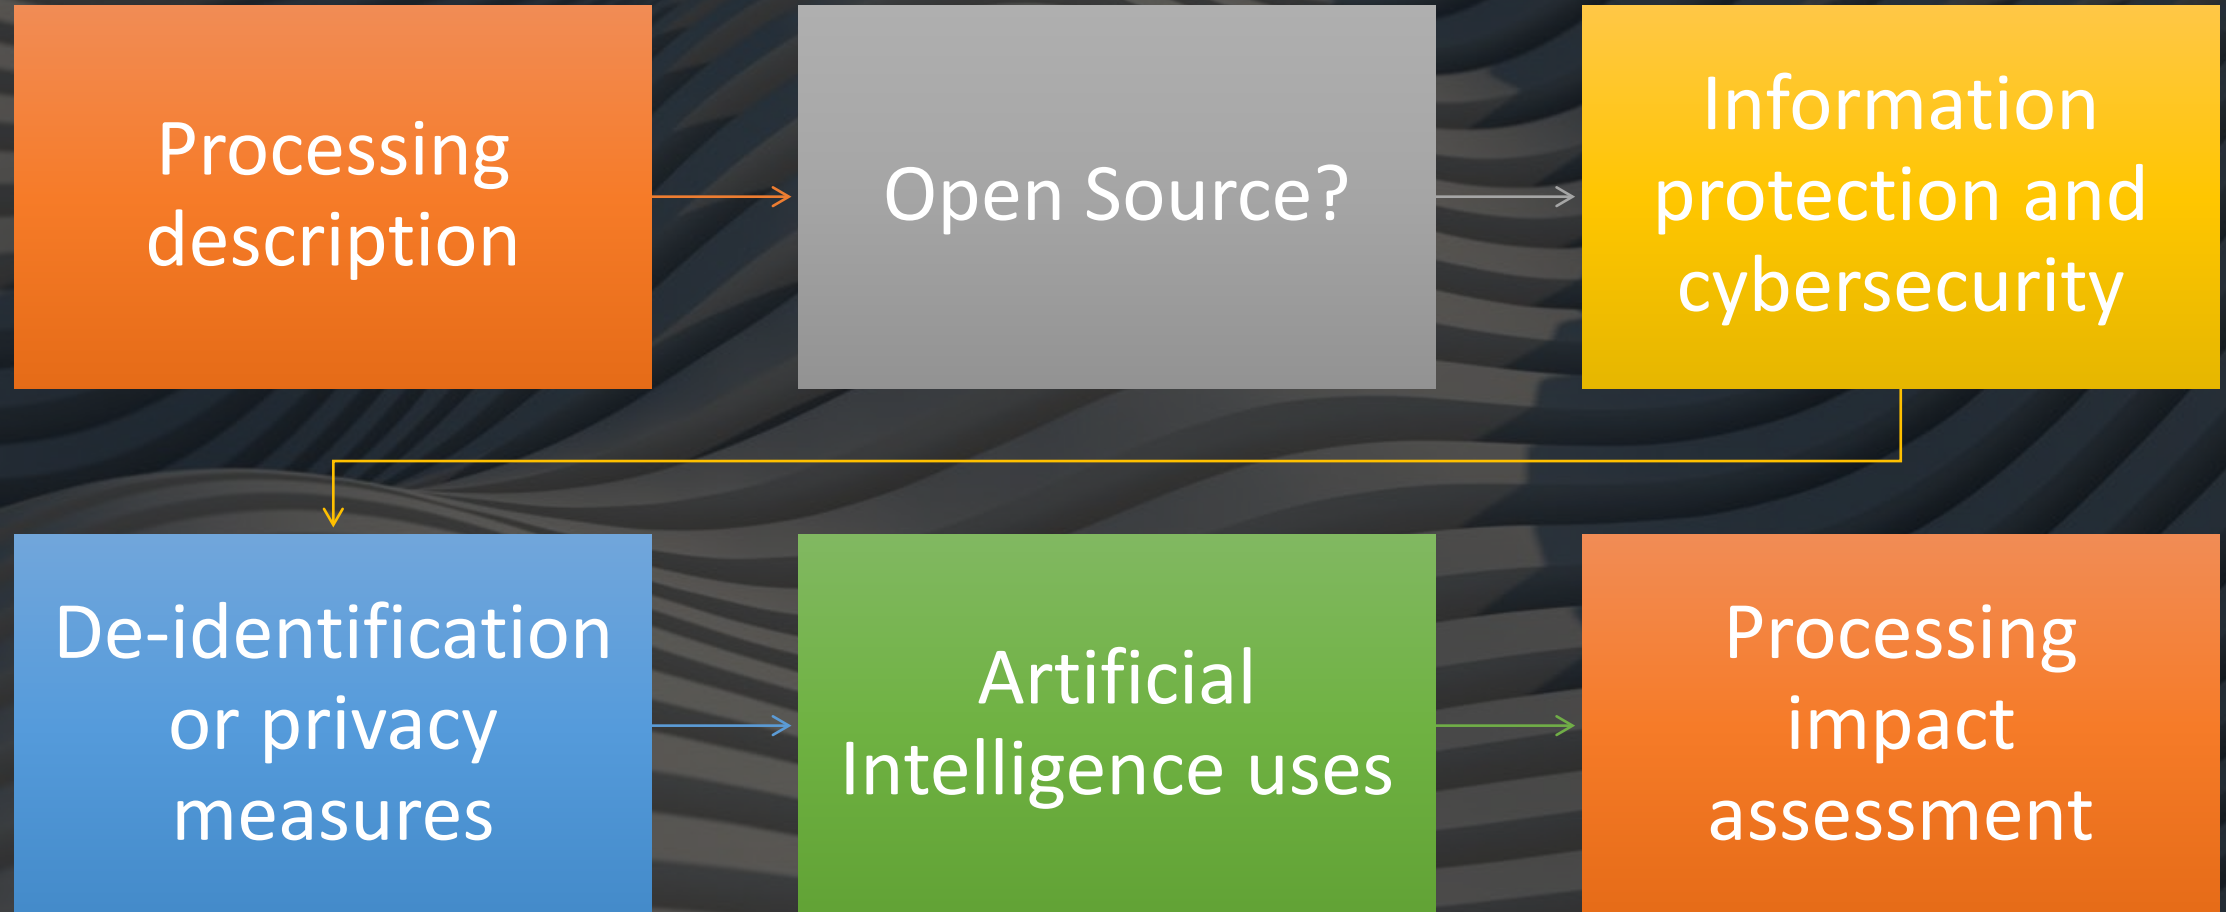 Processing
description
Open Source?
Information
protection and
cybersecurity
De-identification
or privacy
measures
Artificial
Intelligence uses
Processing
impact
assessment